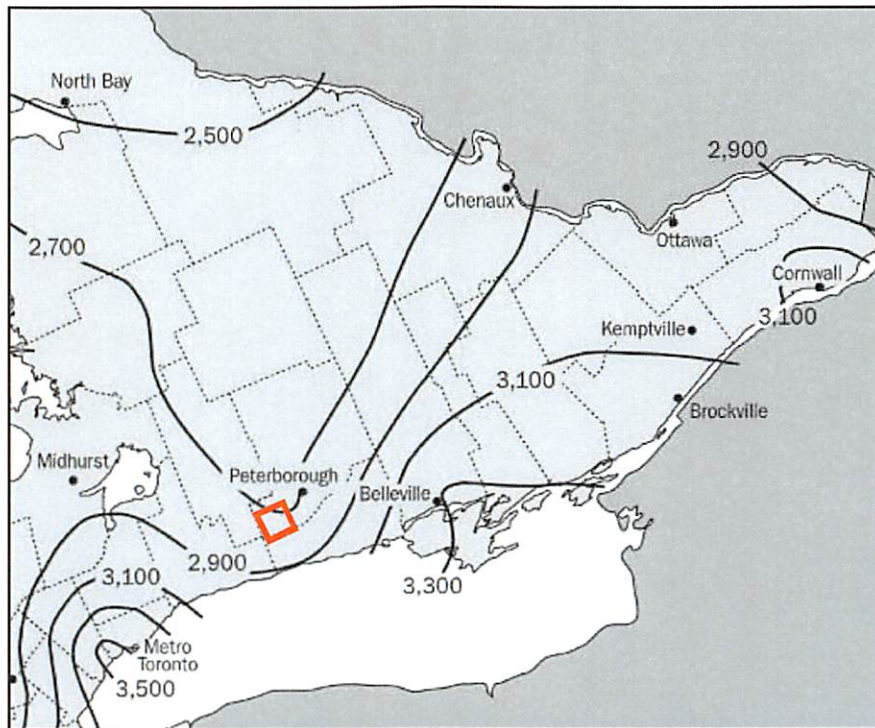 North Bay
2,500
2,900
Chenaux
Ottawa
2,700
Cornwall
3,100
Kemptville
3,100
Brockville
Midhurst
Peterborough
Belleville
2,900
3,100
3,300
Metro
Toronto
3,500